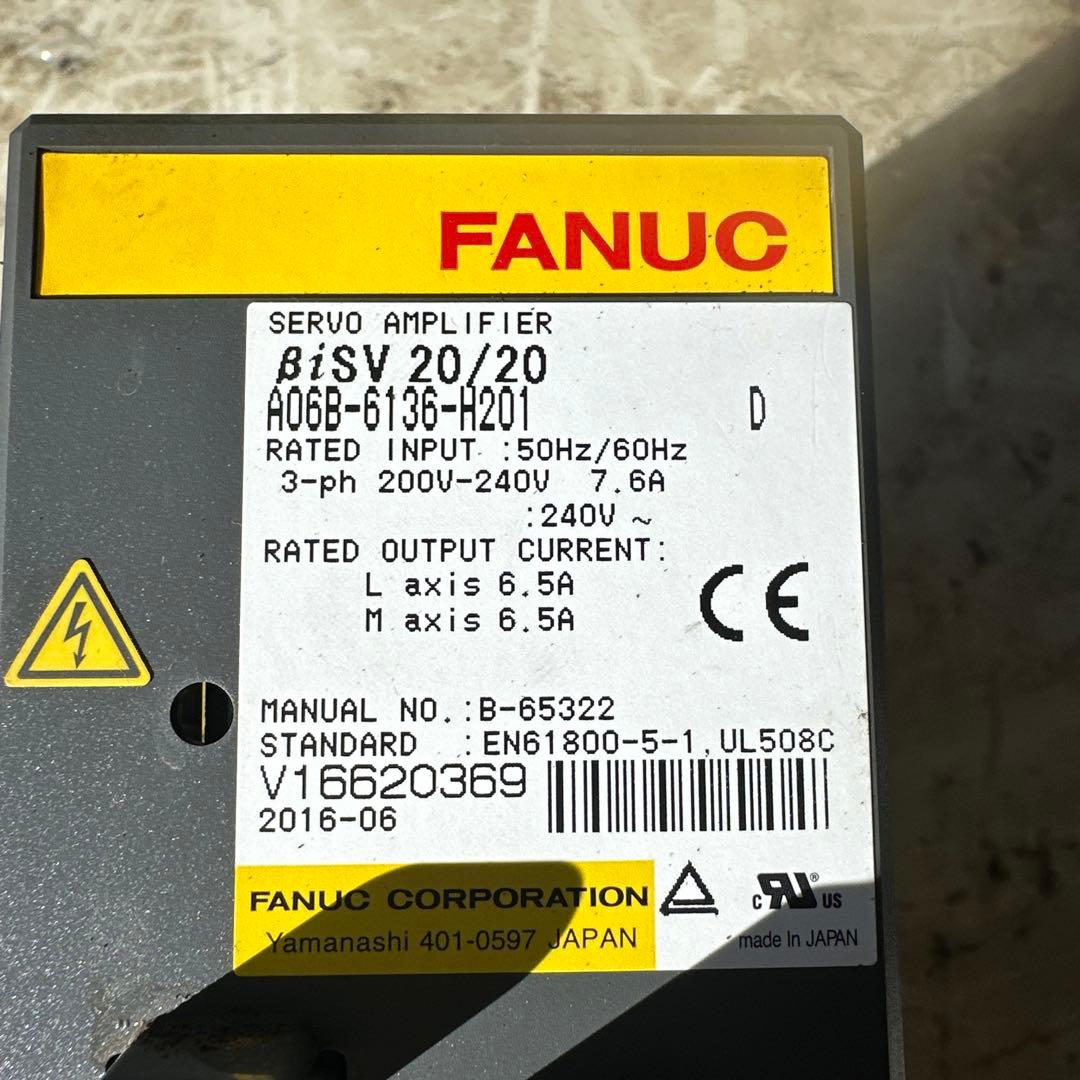 FANUC
SERVO AMPLIFIER
βiSV 20/20
A06B-6136-H201 D
RATED INPUT :50Hz/60Hz
3-ph 200V-240V 7.6A
:240V ~
RATED OUTPUT CURRENT:
L axis 6.5A
M axis 6.5A
CE
MANUAL NO.:B-65322
STANDARD :EN61800-5-1,UL508C
V16620369
2016-06
FANUC CORPORATION
Yamanashi 401-0597 JAPAN
c RU ® US
made In JAPAN